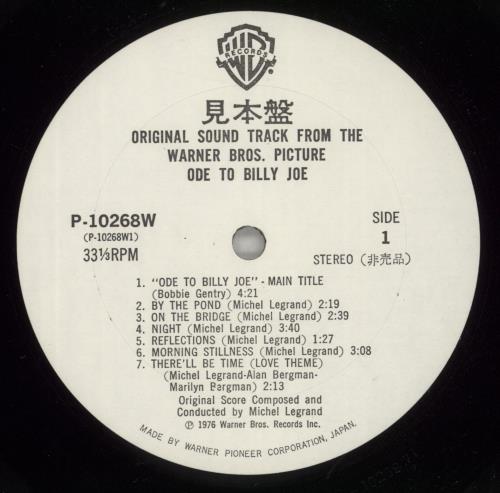 WB
RECORDS
見本盤
ORIGINAL SOUND TRACK FROM THE
WARNER BROS. PICTURE
ODE TO BILLY JOE
P-10268W
(P-10268W1)
33⅓RPM
SIDE
1
STEREO (非売品)
1. "ODE TO BILLY JOE" - MAIN TITLE
(Bobbie Gentry) 4:21
2. BY THE POND (Michel Legrand) 2:19
3. ON THE BRIDGE (Michel Legrand) 2:39
4. NIGHT (Michel Legrand) 3:40
5. REFLECTIONS (Michel Legrand) 1:27
6. MORNING STILLNESS (Michel Legrand) 3:08
7. THERE'LL BE TIME (LOVE THEME)
(Michel Legrand-Alan Bergman-
Marilyn Bergman) 2:13
Original Score Composed and
Conducted by Michel Legrand
℗ 1976 Warner Bros. Records Inc.
MADE BY WARNER PIONEER CORPORATION, JAPAN.